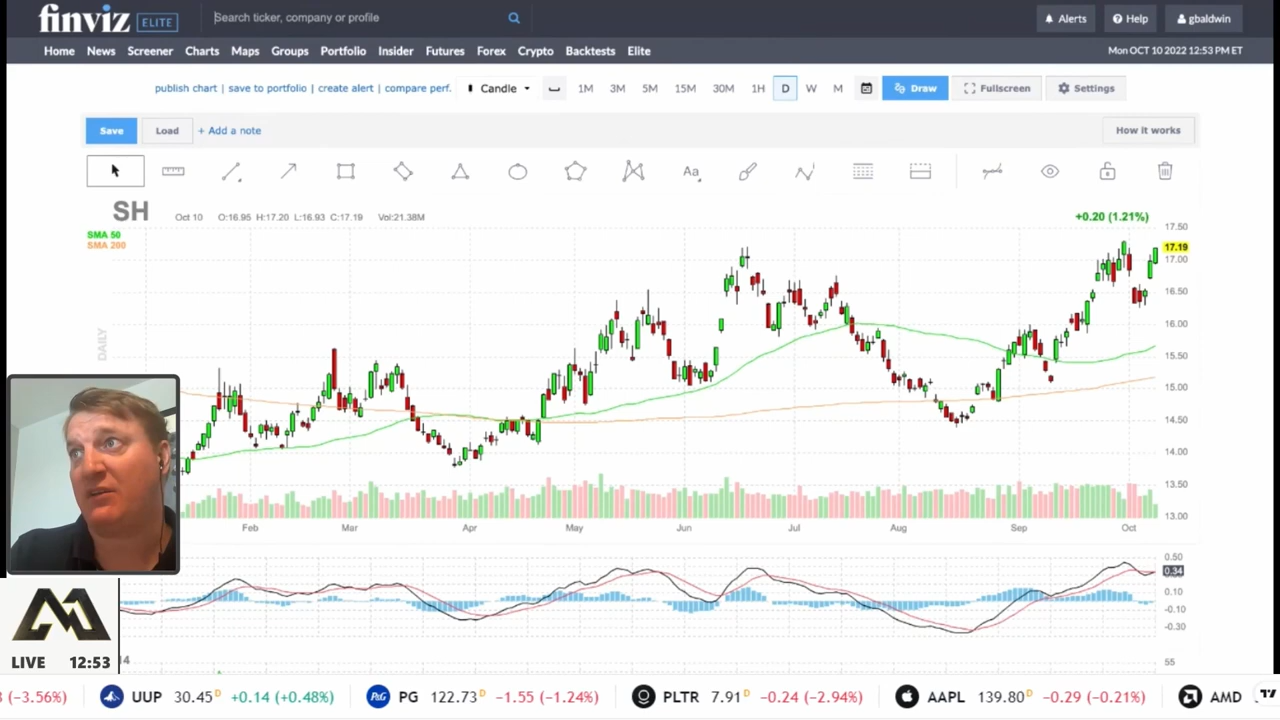 finviz ELITE
Search ticker, company or profile
Alerts
Help
gbaldwin
Home News Screener Charts Maps Groups Portfolio Insider Futures Forex Crypto Backtests Elite
Mon OCT 10 2022 12:53 PM ET
publish chart | save to portfolio | create alert | compare perf.
Candle
1M 3M 5M 15M 30M 1H D W M
Draw
Fullscreen
Settings
Save
Load
+ Add a note
How it works
Aa
SH
Oct 10 O:16.95 H:17.20 L:16.93 C:17.19 Vol:21.38M
+0.20 (1.21%)
SMA 50
SMA 200
DAILY
17.50
17.19
17.00
16.50
16.00
15.50
15.00
14.50
14.00
13.50
13.00
Feb Mar Apr May Jun Jul Aug Sep Oct
0.50
0.34
0.10
-0.10
-0.30
14
55
LIVE 12:53
(−3.56%)
UUP 30.45 D +0.14 (+0.48%)
P&G PG 122.73 D −1.55 (−1.24%)
PLTR 7.91 D −0.24 (−2.94%)
AAPL 139.80 D −0.29 (−0.21%)
AMD